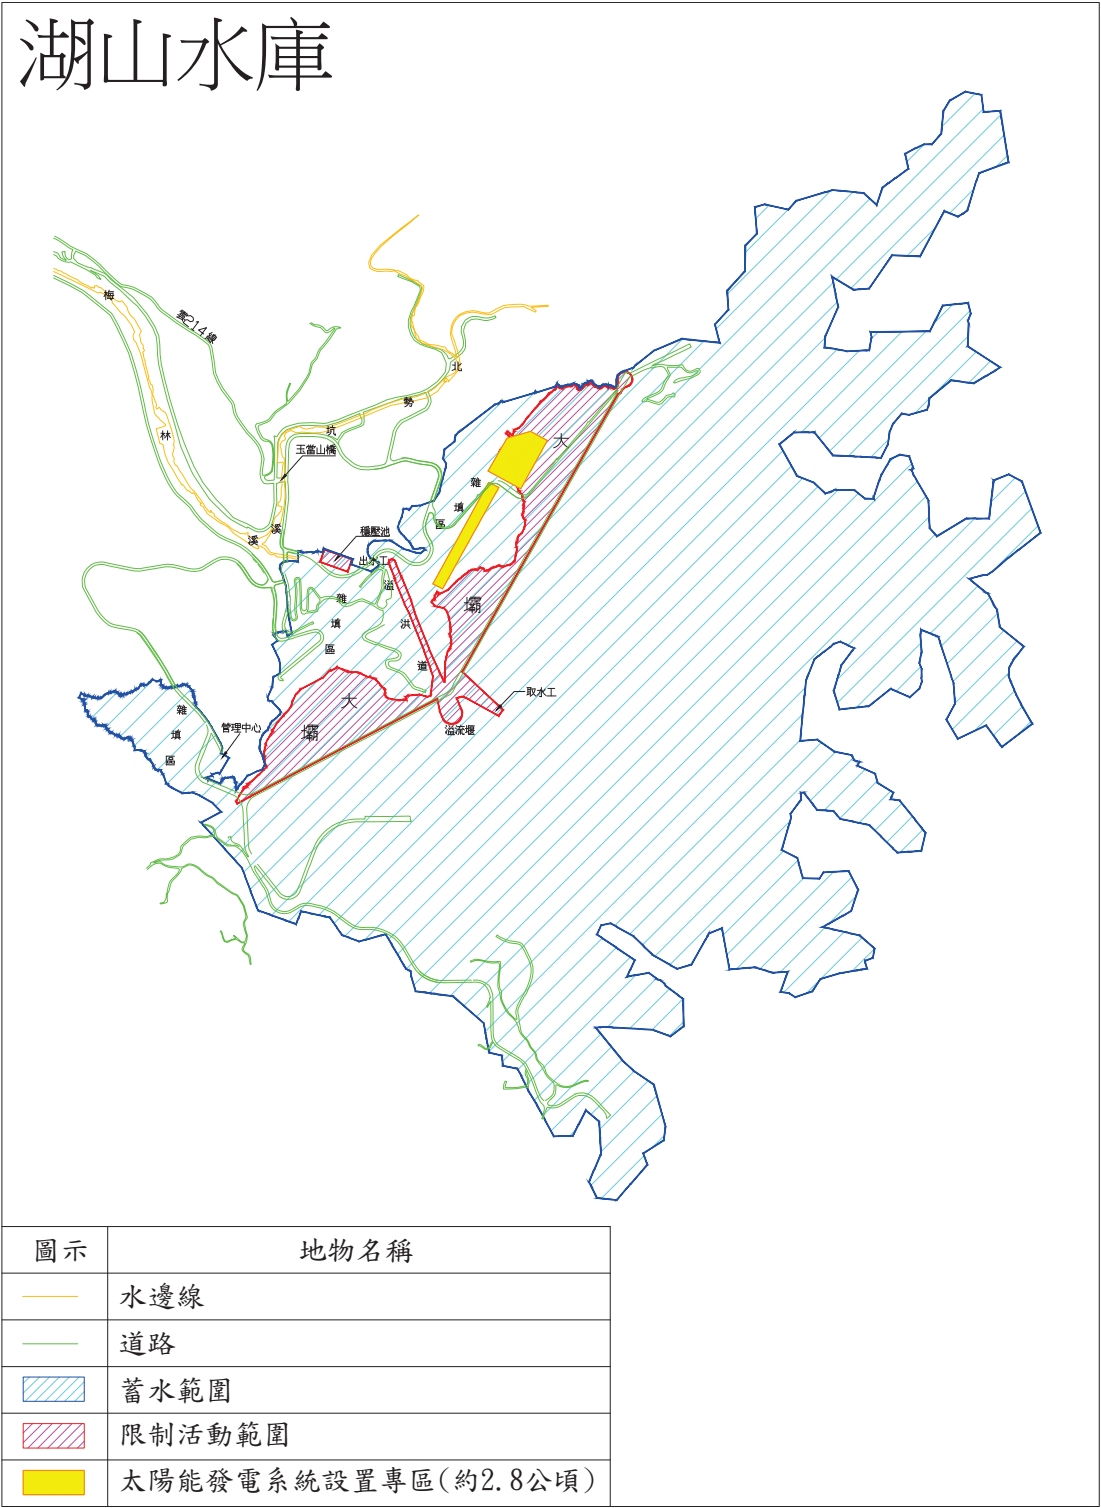 湖山水庫
雲214線
梅
林
溪
北
勢
坑
溪
玉當山橋
大
壩
雜
填
區
穩壓池
出水工
溢
洪
道
雜
填
區
大
壩
取水工
溢流堰
雜
填
區
管理中心
圖示
地物名稱
水邊線
道路
蓄水範圍
限制活動範圍
太陽能發電系統設置專區(約2.8公頃)